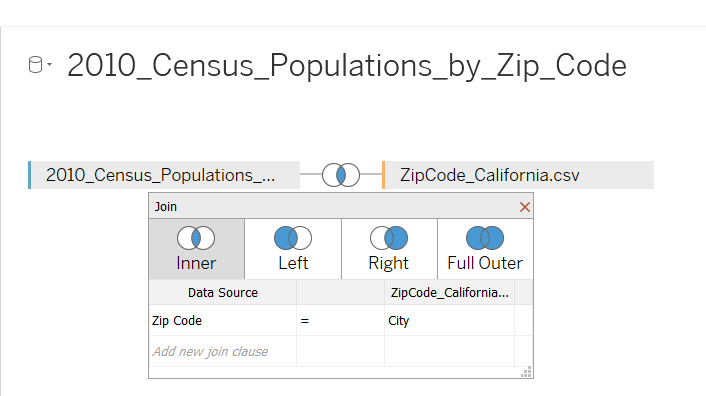 2010_Census_Populations_by_Zip_Code
2010_Census_Populations_... ZipCode_California.csv
Join
Inner Left Right Full Outer
Data Source ZipCode_California...
Zip Code = City
Add new join clause